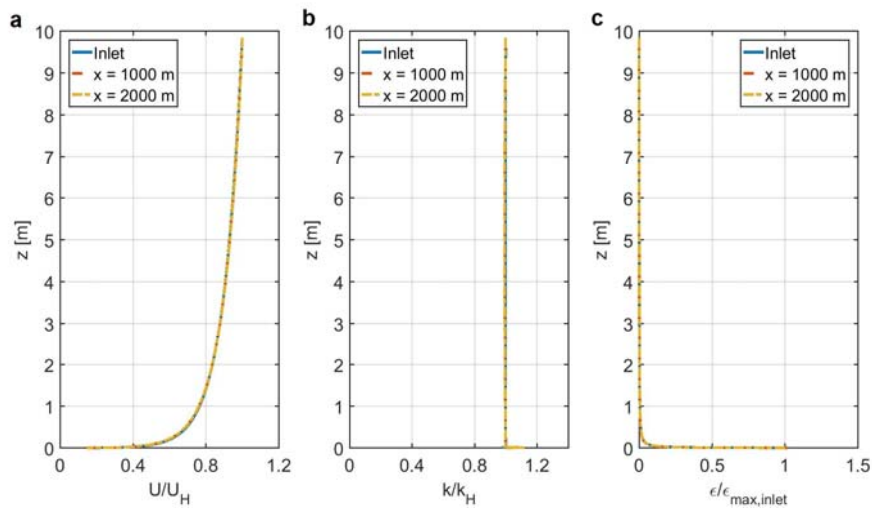 a
10
9
8
7
6
5
4
3
2
1
0
z [m]
Inlet
x = 1000 m
x = 2000 m
0
0.4
0.8
1.2
U/U_H
b
10
9
8
7
6
5
4
3
2
1
0
z [m]
Inlet
x = 1000 m
x = 2000 m
0
0.4
0.8
1.2
k/k_H
c
10
9
8
7
6
5
4
3
2
1
0
z [m]
Inlet
x = 1000 m
x = 2000 m
0
0.5
1
1.5
ϵ/ϵ_max,inlet